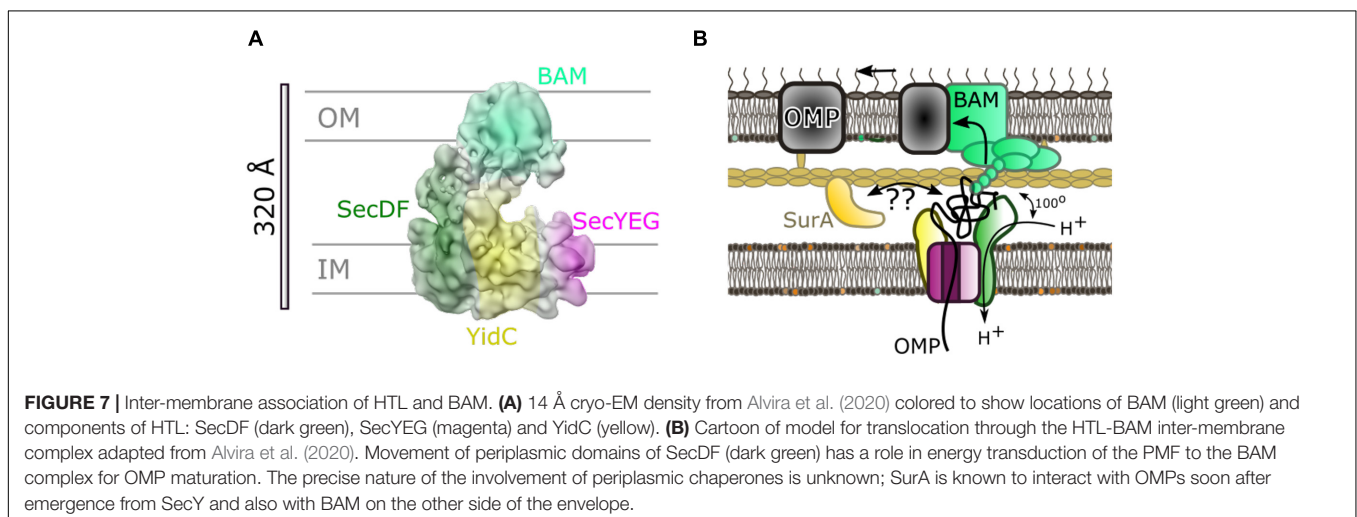 A
B
BAM
OM
320 Å
SecDF
SecYEG
IM
YidC
OMP
BAM
??
SurA
100º
H+
OMP
H+
FIGURE 7 | Inter-membrane association of HTL and BAM. (A) 14 Å cryo-EM density from Alvira et al. (2020) colored to show locations of BAM (light green) and
components of HTL: SecDF (dark green), SecYEG (magenta) and YidC (yellow). (B) Cartoon of model for translocation through the HTL-BAM inter-membrane
complex adapted from Alvira et al. (2020). Movement of periplasmic domains of SecDF (dark green) has a role in energy transduction of the PMF to the BAM
complex for OMP maturation. The precise nature of the involvement of periplasmic chaperones is unknown; SurA is known to interact with OMPs soon after
emergence from SecY and also with BAM on the other side of the envelope.